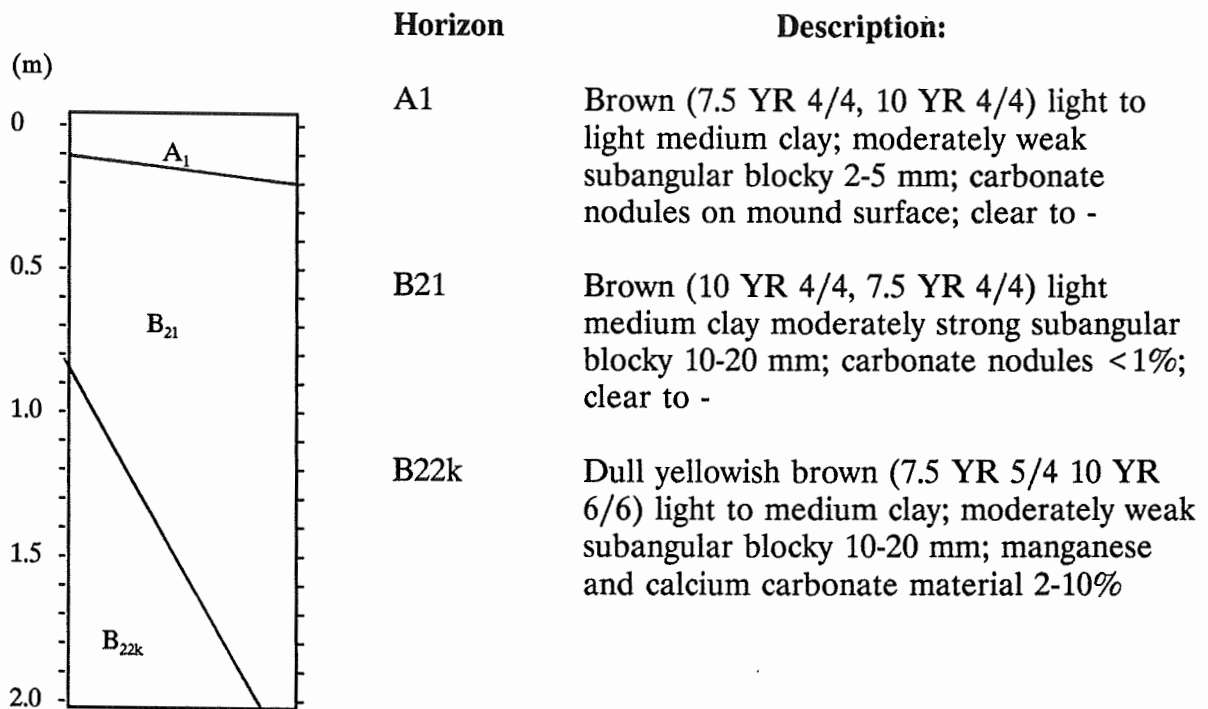 Horizon Description:
(m)
A1 Brown (7.5 YR 4/4, 10 YR 4/4) light to
light medium clay; moderately weak
subangular blocky 2-5 mm; carbonate
nodules on mound surface; clear to -
B21 Brown (10 YR 4/4, 7.5 YR 4/4) light
medium clay moderately strong subangular
blocky 10-20 mm; carbonate nodules <1%;
clear to -
B22k Dull yellowish brown (7.5 YR 5/4 10 YR
6/6) light to medium clay; moderately weak
subangular blocky 10-20 mm; manganese
and calcium carbonate material 2-10%
0
A1
0.5
B21
1.0
1.5
B22k
2.0